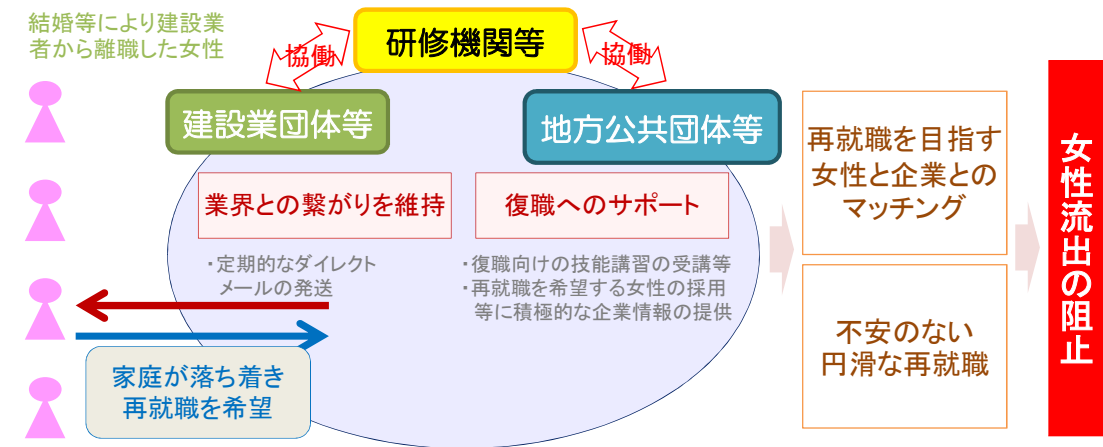 結婚等により建設業
者から離職した女性
協働
研修機関等
協働
建設業団体等
地方公共団体等
業界との繋がりを維持
・定期的なダイレクト
メールの発送
復職へのサポート
・復職向けの技能講習の受講等
・再就職を希望する女性の採用
等に積極的な企業情報の提供
家庭が落ち着き
再就職を希望
再就職を目指す
女性と企業との
マッチング
不安のない
円滑な再就職
女性流出の阻止